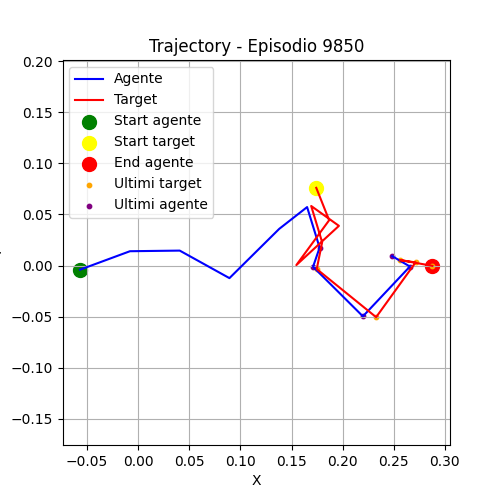 Trajectory - Episodio 9850
Agente
Target
Start agente
Start target
End agente
Ultimi target
Ultimi agente
0.20
0.15
0.10
0.05
0.00
−0.05
−0.10
−0.15
−0.05
0.00
0.05
0.10
0.15
0.20
0.25
0.30
X